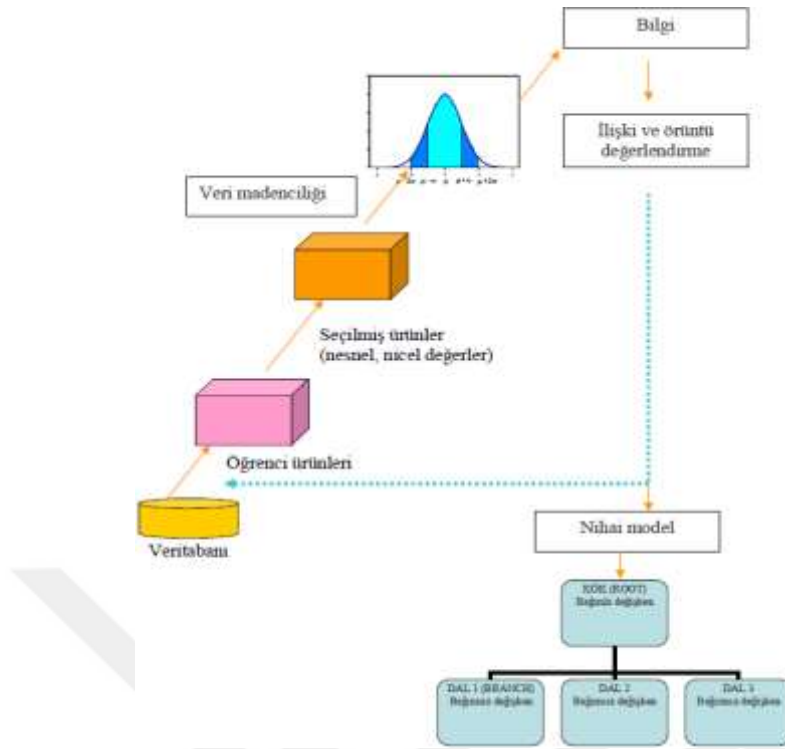 Bilgi
İlişki ve örüntü
değerlendirme
Veri madenciliği
Seçilmiş ürünler
(nesnel, nicel değerler)
Öğrenci ürünleri
Veritabanı
Nihai model
KÖK (ROOT)
Bağımlı değişken
DAL 1 (BRANCH)
Bağımsız değişken
DAL 2
Bağımsız değişken
DAL 3
Bağımsız değişken